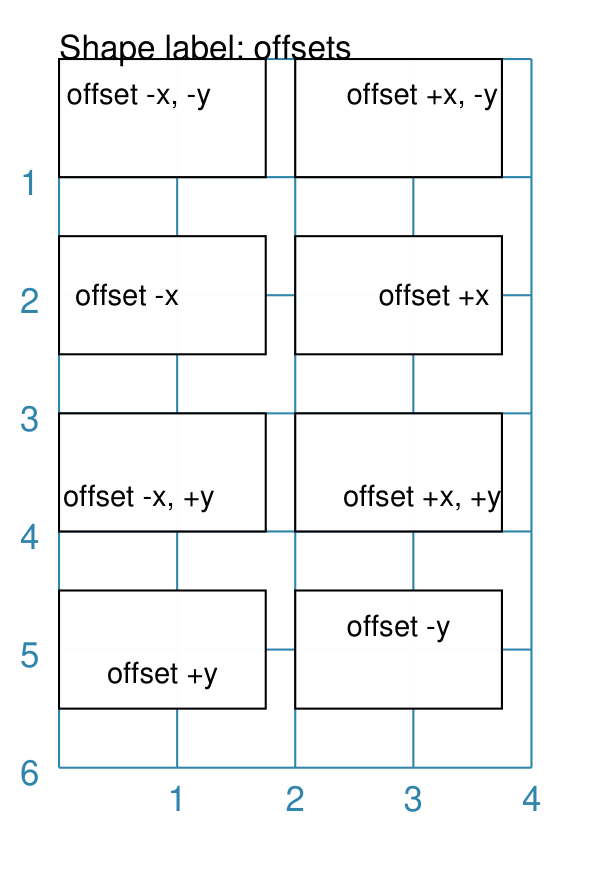 Shape label: offsets
offset -x, -y
offset +x, -y
1
offset -x
offset +x
2
3
offset -x, +y
offset +x, +y
4
offset -y
5
offset +y
6
1 2 3 4